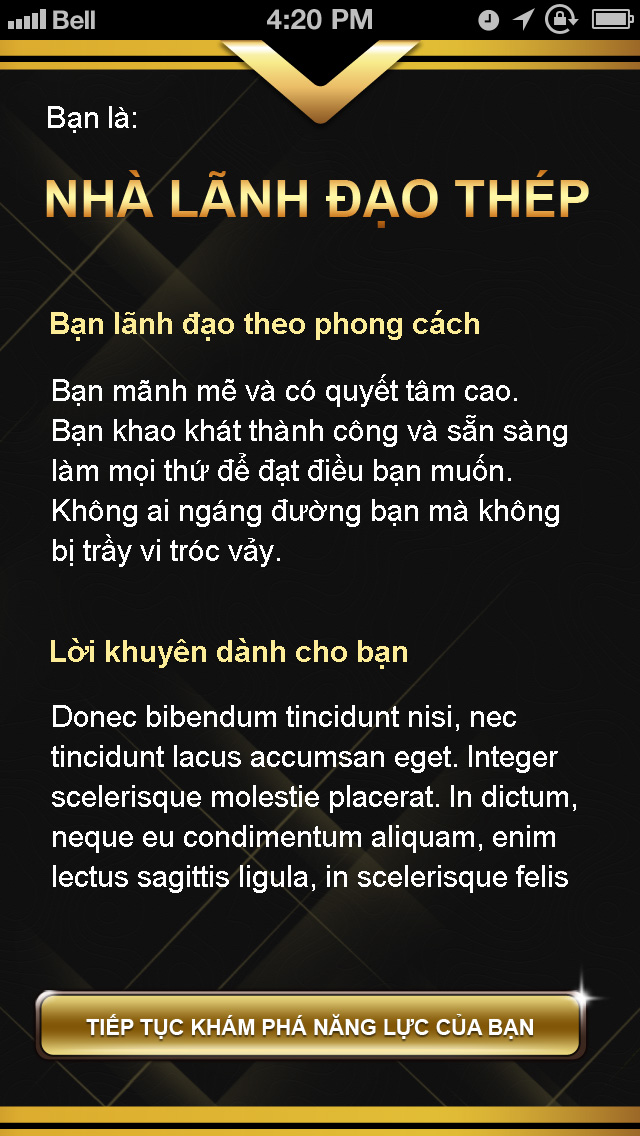 Bell 4:20 PM
Bạn là:
NHÀ LÃNH ĐẠO THÉP
Bạn lãnh đạo theo phong cách
Bạn mãnh mẽ và có quyết tâm cao.
Bạn khao khát thành công và sẵn sàng
làm mọi thứ để đạt điều bạn muốn.
Không ai ngáng đường bạn mà không
bị trầy vi tróc vảy.
Lời khuyên dành cho bạn
Donec bibendum tincidunt nisi, nec
tincidunt lacus accumsan eget. Integer
scelerisque molestie placerat. In dictum,
neque eu condimentum aliquam, enim
lectus sagittis ligula, in scelerisque felis
TIẾP TỤC KHÁM PHÁ NĂNG LỰC CỦA BẠN